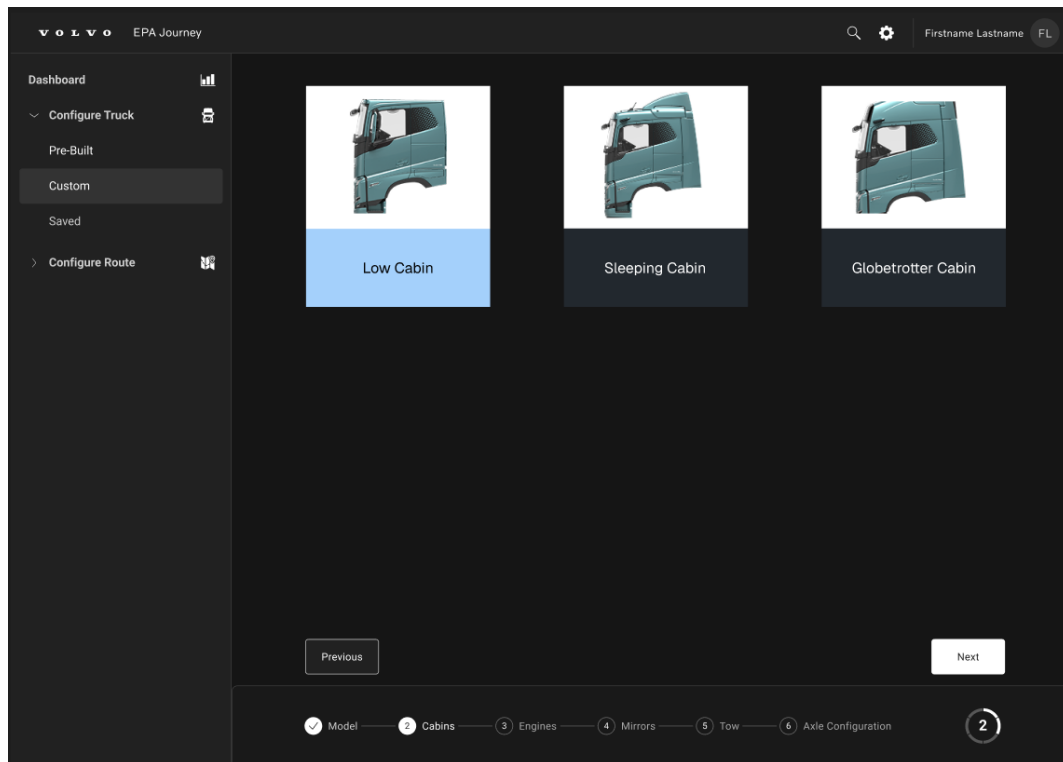 VOLVO EPA Journey
Firstname Lastname FL
Dashboard
Configure Truck
Pre-Built
Custom
Saved
Configure Route
Low Cabin
Sleeping Cabin
Globetrotter Cabin
Previous
Next
Model
2 Cabins
3 Engines
4 Mirrors
5 Tow
6 Axle Configuration
2